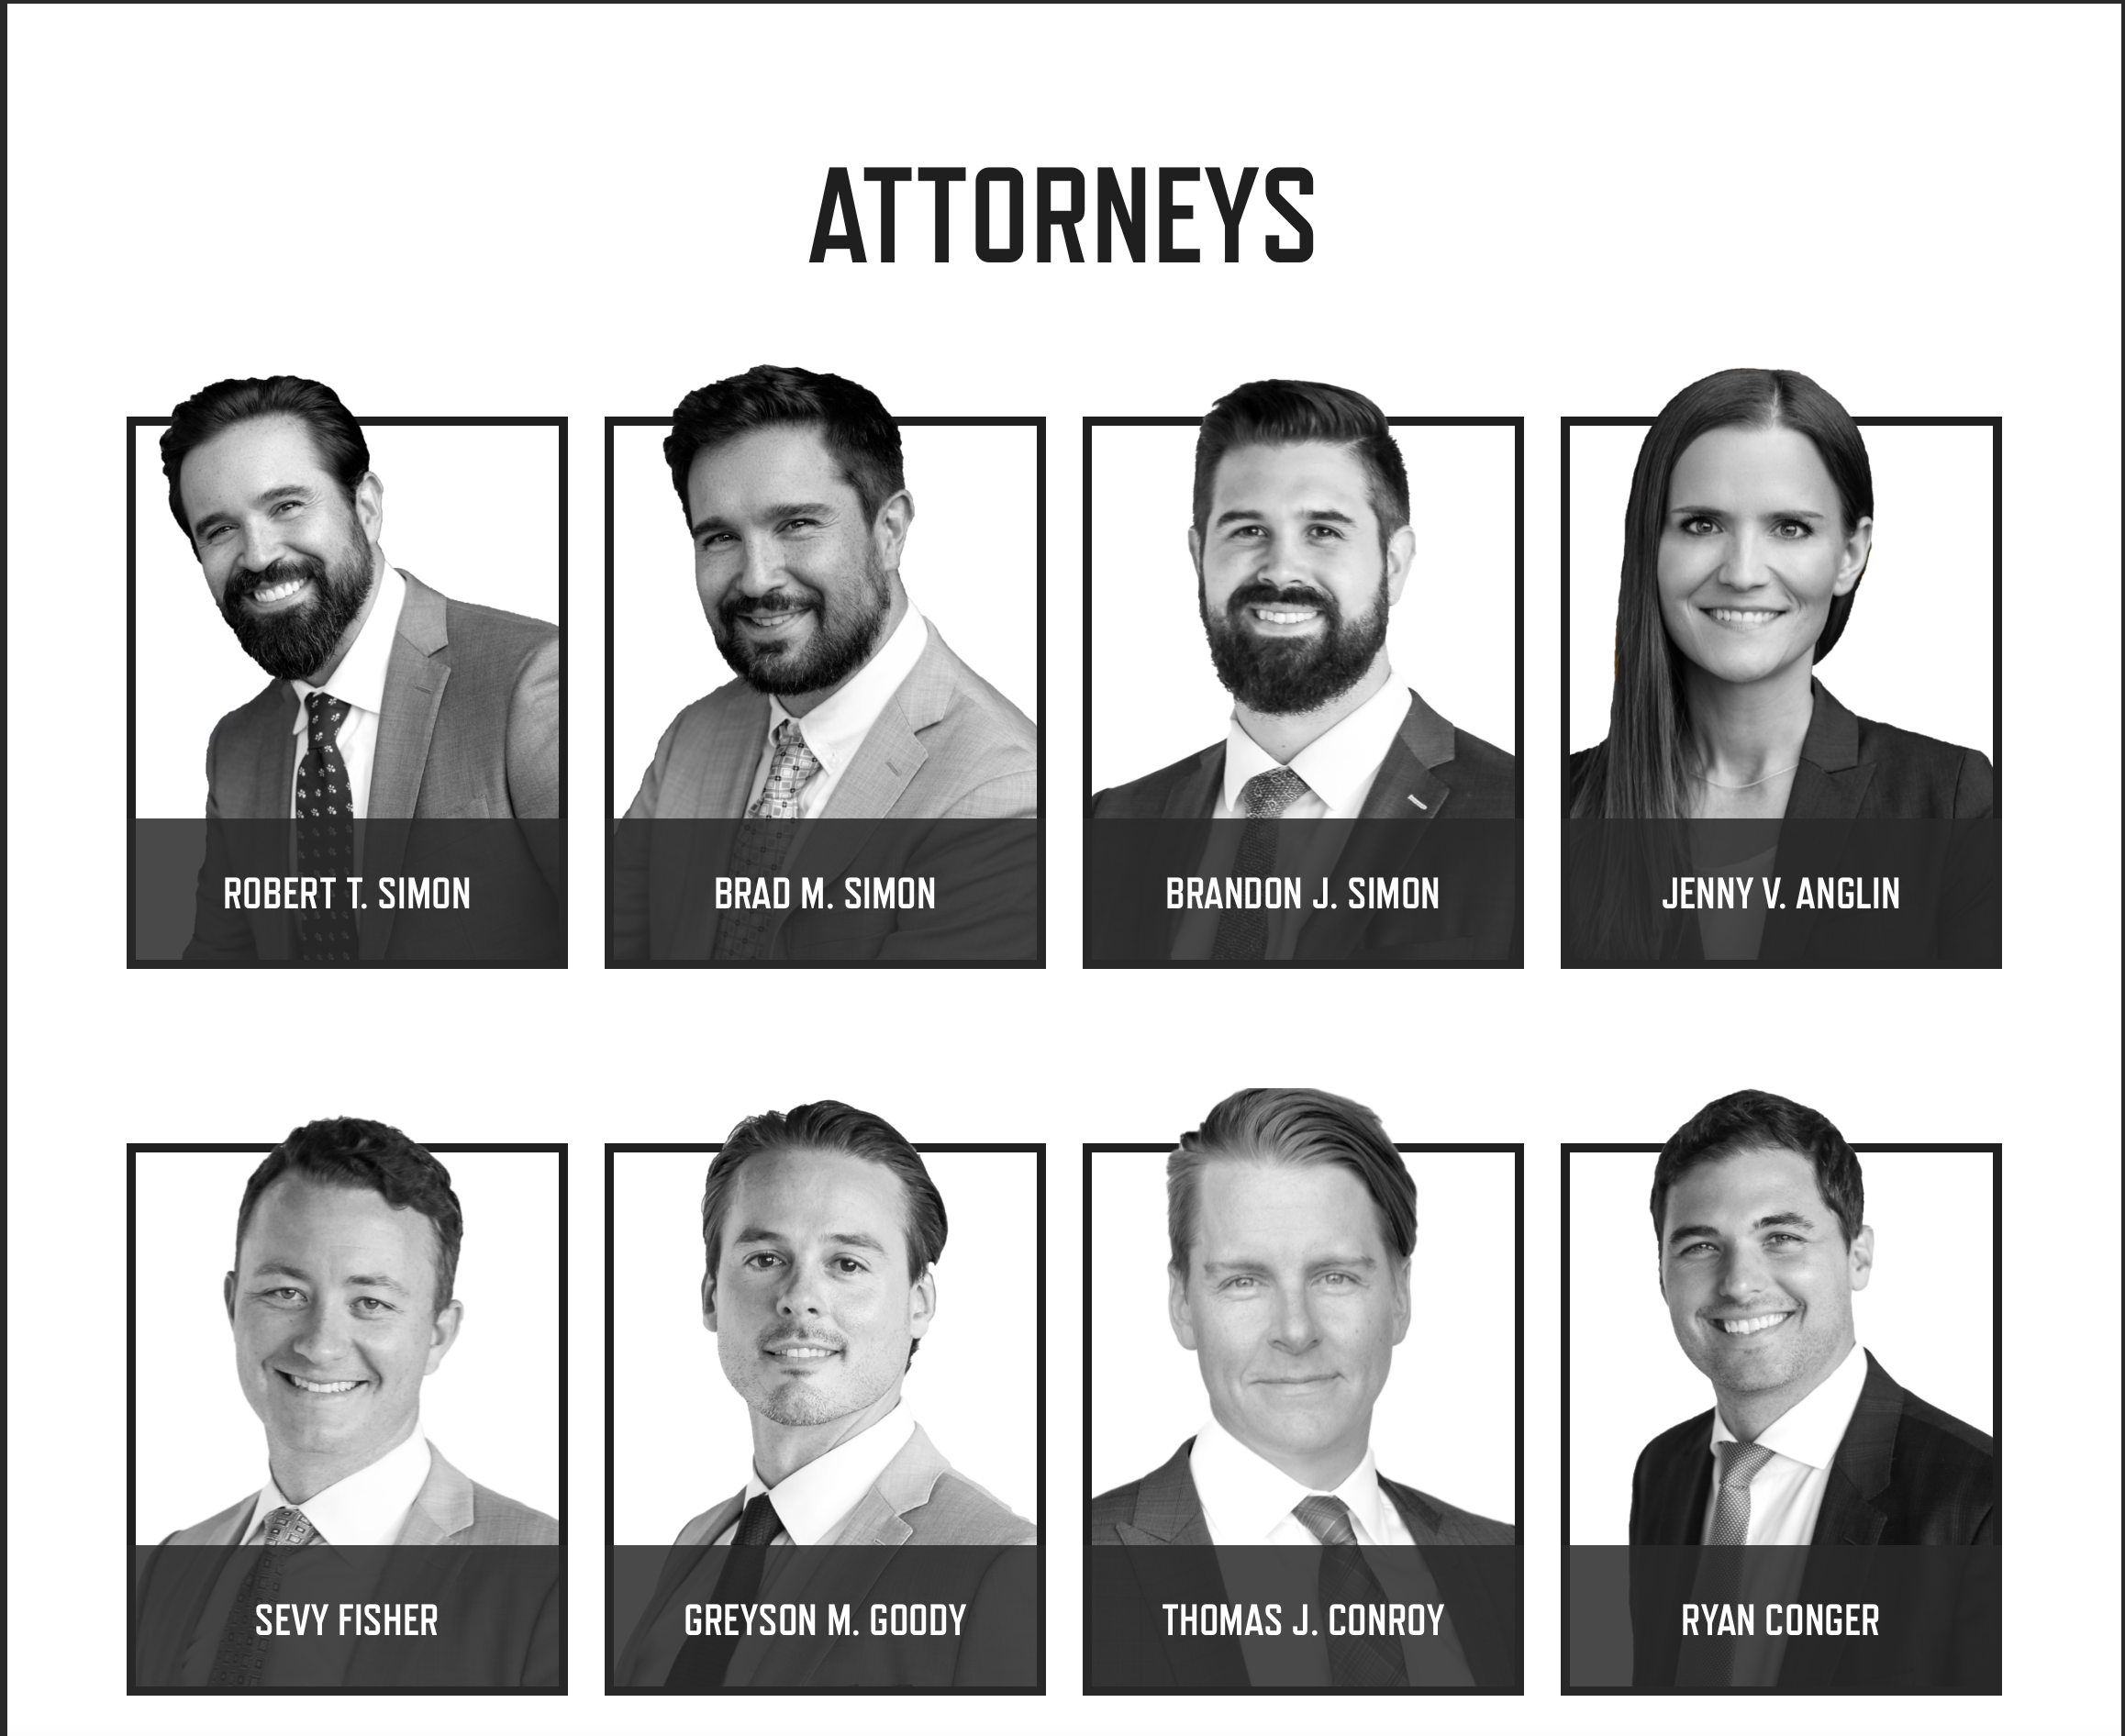 ATTORNEYS
ROBERT T. SIMON
BRAD M. SIMON
BRANDON J. SIMON
JENNY V. ANGLIN
SEVY FISHER
GREYSON M. GOODY
THOMAS J. CONROY
RYAN CONGER